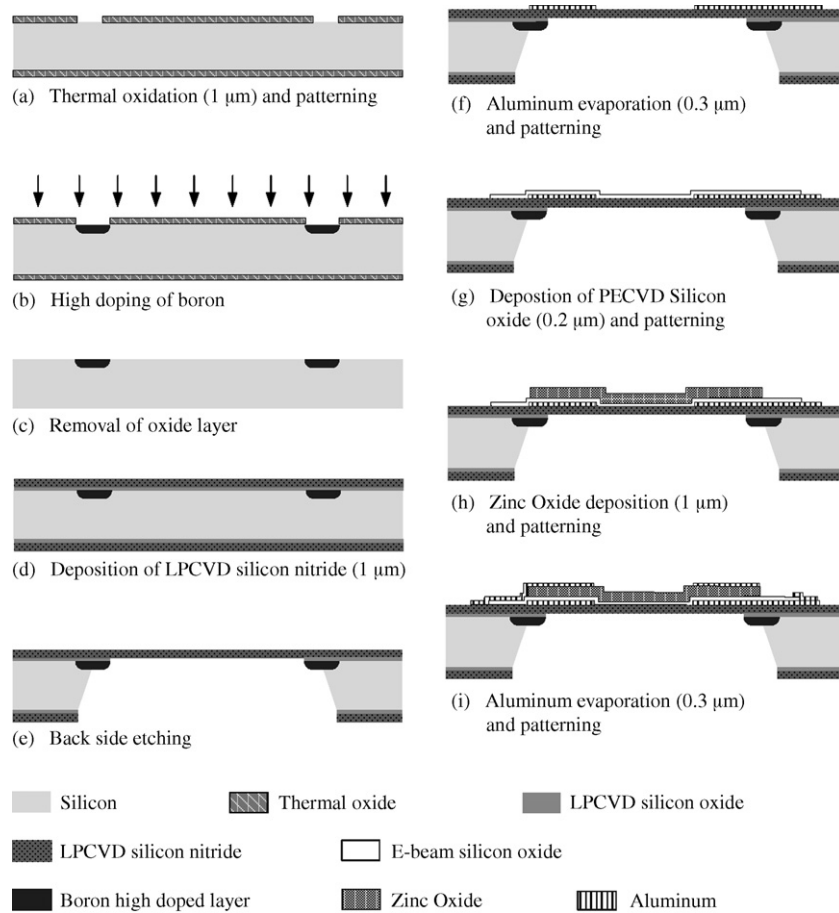 (a) Thermal oxidation (1 μm) and patterning
(b) High doping of boron
(c) Removal of oxide layer
(d) Deposition of LPCVD silicon nitride (1 μm)
(e) Back side etching
(f) Aluminum evaporation (0.3 μm)
and patterning
(g) Depostion of PECVD Silicon
oxide (0.2 μm) and patterning
(h) Zinc Oxide deposition (1 μm)
and patterning
(i) Aluminum evaporation (0.3 μm)
and patterning
Silicon
Thermal oxide
LPCVD silicon oxide
LPCVD silicon nitride
E-beam silicon oxide
Boron high doped layer
Zinc Oxide
Aluminum